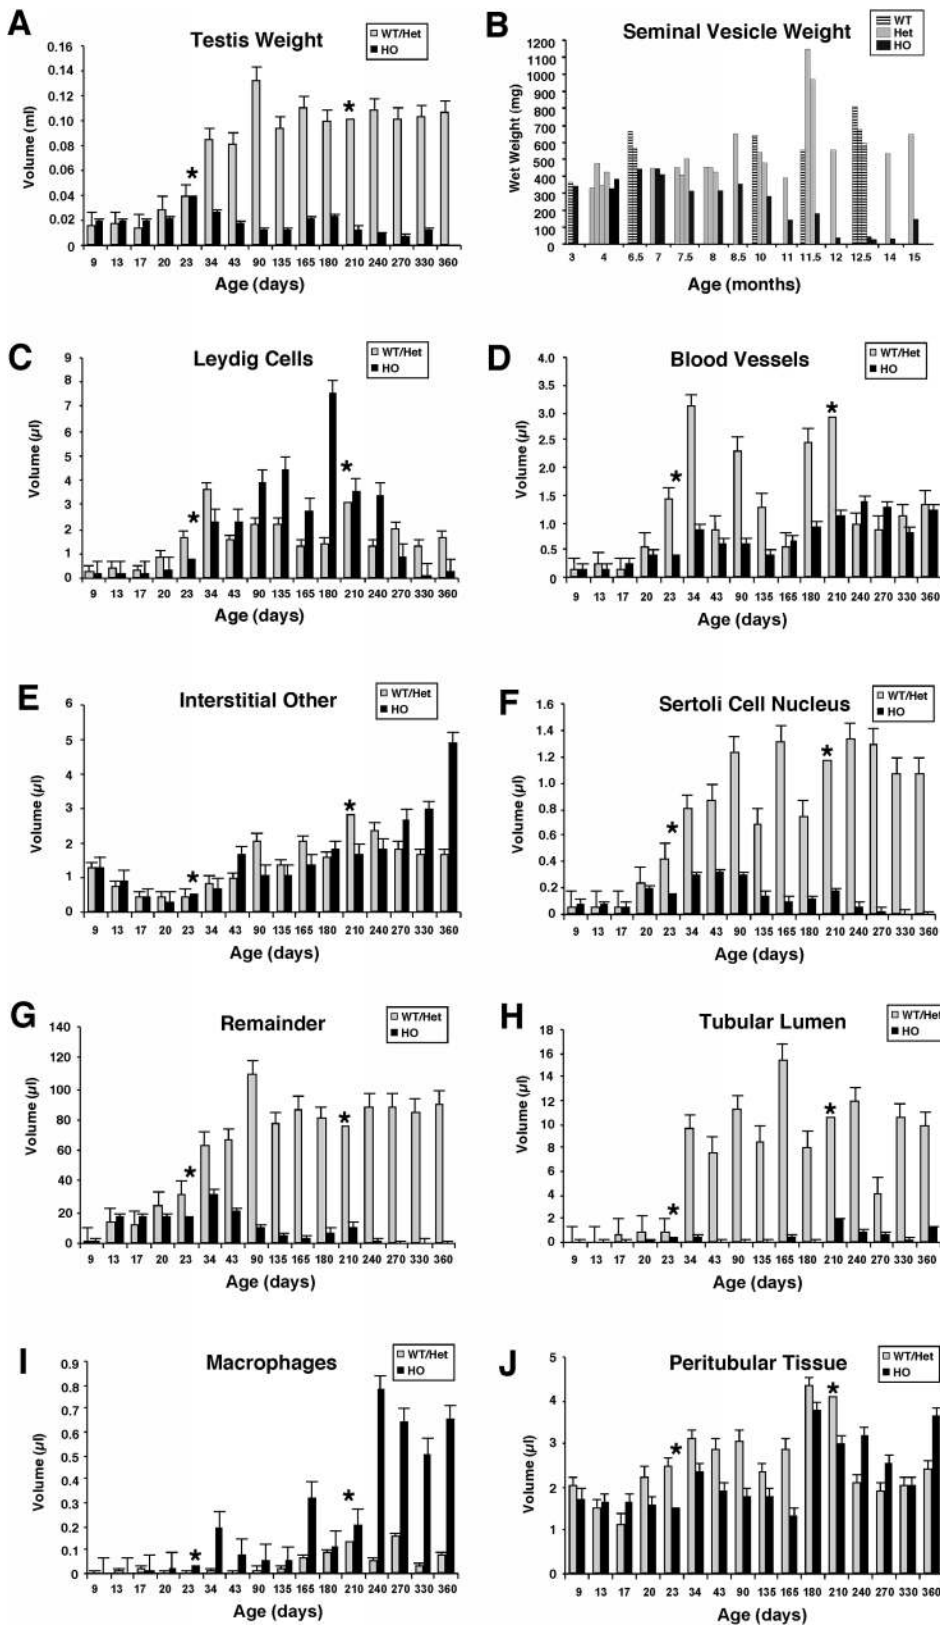 A
Testis Weight
WT/Het
HO
Volume (ml)
0.16
0.14
0.12
0.10
0.08
0.06
0.04
0.02
0
*
*
9 13 17 20 23 34 43 90 135 165 180 210 240 270 330 360
Age (days)
B
Seminal Vesicle Weight
WT
Het
HO
Wet Weight (mg)
1200
1100
1000
900
800
700
600
500
400
300
200
100
0
3 4 6.5 7 7.5 8 8.5 10 11 11.5 12 12.5 14 15
Age (months)
C
Leydig Cells
WT/Het
HO
Volume (µl)
9
8
7
6
5
4
3
2
1
0
*
*
9 13 17 20 23 34 43 90 135 165 180 210 240 270 330 360
Age (days)
D
Blood Vessels
WT/Het
HO
Volume (µl)
4.0
3.5
3.0
2.5
2.0
1.5
1.0
0.5
0
*
*
9 13 17 20 23 34 43 90 135 165 180 210 240 270 330 360
Age (days)
E
Interstitial Other
WT/Het
HO
Volume (µl)
6
5
4
3
2
1
0
*
*
9 13 17 20 23 34 43 90 135 165 180 210 240 270 330 360
Age (days)
F
Sertoli Cell Nucleus
WT/Het
HO
Volume (µl)
1.6
1.4
1.2
1.0
0.8
0.6
0.4
0.2
0
*
*
9 13 17 20 23 34 43 90 135 165 180 210 240 270 330 360
Age (days)
G
Remainder
WT/Het
HO
Volume (µl)
140
120
100
80
60
40
20
0
*
*
9 13 17 20 23 34 43 90 135 165 180 210 240 270 330 360
Age (days)
H
Tubular Lumen
WT/Het
HO
Volume (µl)
18
16
14
12
10
8
6
4
2
0
*
*
9 13 17 20 23 34 43 90 135 165 180 210 240 270 330 360
Age (days)
I
Macrophages
WT/Het
HO
Volume (µl)
0.9
0.8
0.7
0.6
0.5
0.4
0.3
0.2
0.1
0
*
*
9 13 17 20 23 34 43 90 135 165 180 210 240 270 330 360
Age (days)
J
Peritubular Tissue
WT/Het
HO
Volume (µl)
5
4
3
2
1
0
*
*
9 13 17 20 23 34 43 90 135 165 180 210 240 270 330 360
Age (days)